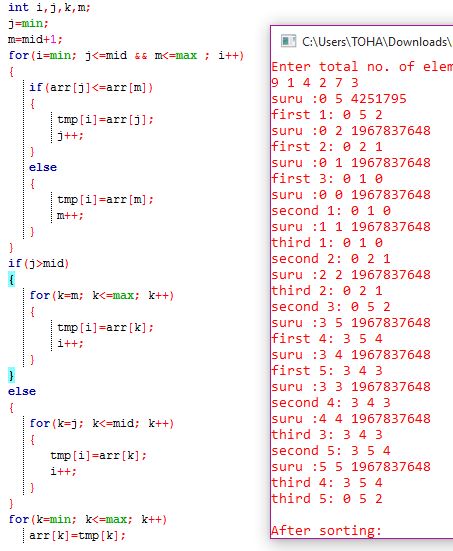 int i,j,k,m;
j=min;
m=mid+1;
for(i=min; j<=mid && m<=max ; i++)
{
if(arr[j]<=arr[m])
{
tmp[i]=arr[j];
j++;
}
else
{
tmp[i]=arr[m];
m++;
}
}
if(j>mid)
{
for(k=m; k<=max; k++)
{
tmp[i]=arr[k];
i++;
}
}
else
{
for(k=j; k<=mid; k++)
{
tmp[i]=arr[k];
i++;
}
}
for(k=min; k<=max; k++)
arr[k]=tmp[k];
C:\Users\TOHA\Downloads\
Enter total no. of elem
9 1 4 2 7 3
suru :0 5 4251795
first 1: 0 5 2
suru :0 2 1967837648
first 2: 0 2 1
suru :0 1 1967837648
first 3: 0 1 0
suru :0 0 1967837648
second 1: 0 1 0
suru :1 1 1967837648
third 1: 0 1 0
second 2: 0 2 1
suru :2 2 1967837648
third 2: 0 2 1
second 3: 0 5 2
suru :3 5 1967837648
first 4: 3 5 4
suru :3 4 1967837648
first 5: 3 4 3
suru :3 3 1967837648
second 4: 3 4 3
suru :4 4 1967837648
third 3: 3 4 3
second 5: 3 5 4
suru :5 5 1967837648
third 4: 3 5 4
third 5: 0 5 2
After sorting: